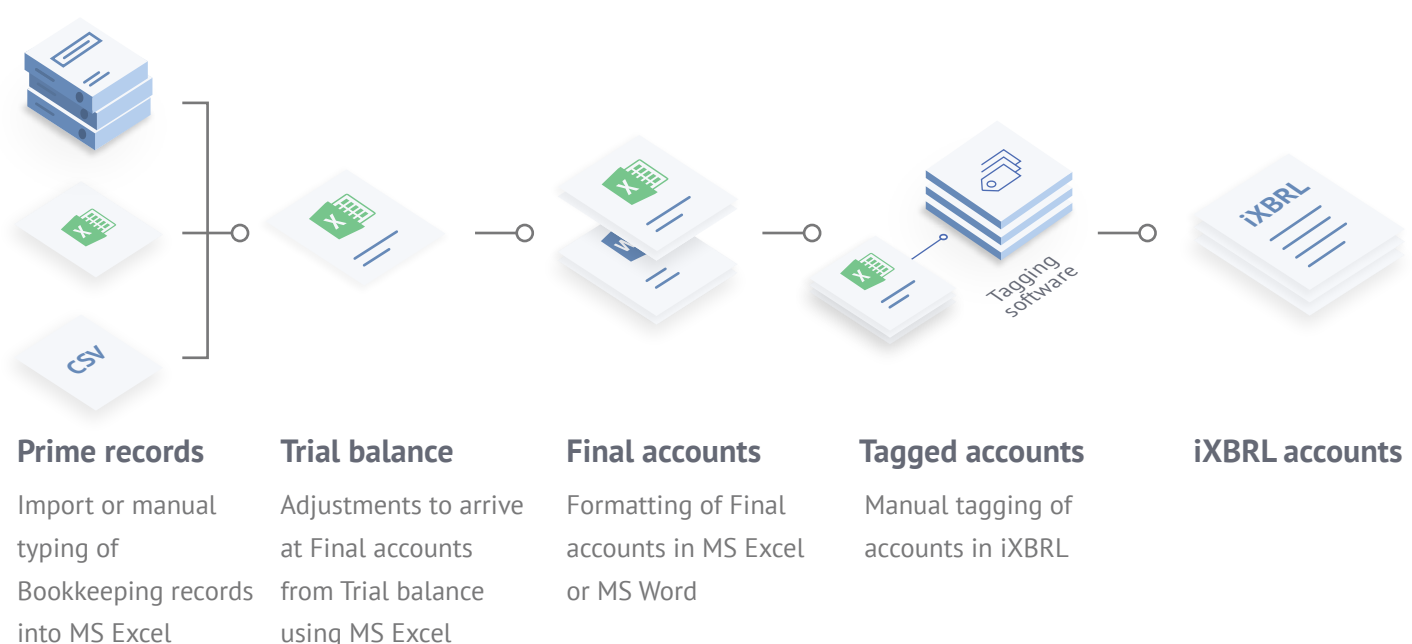 X
CSV
X
X
W
X
Tagging
software
iXBRL
Prime records
Import or manual
typing of
Bookkeeping records
into MS Excel
Trial balance
Adjustments to arrive
at Final accounts
from Trial balance
using MS Excel
Final accounts
Formatting of Final
accounts in MS Excel
or MS Word
Tagged accounts
Manual tagging of
accounts in iXBRL
iXBRL accounts